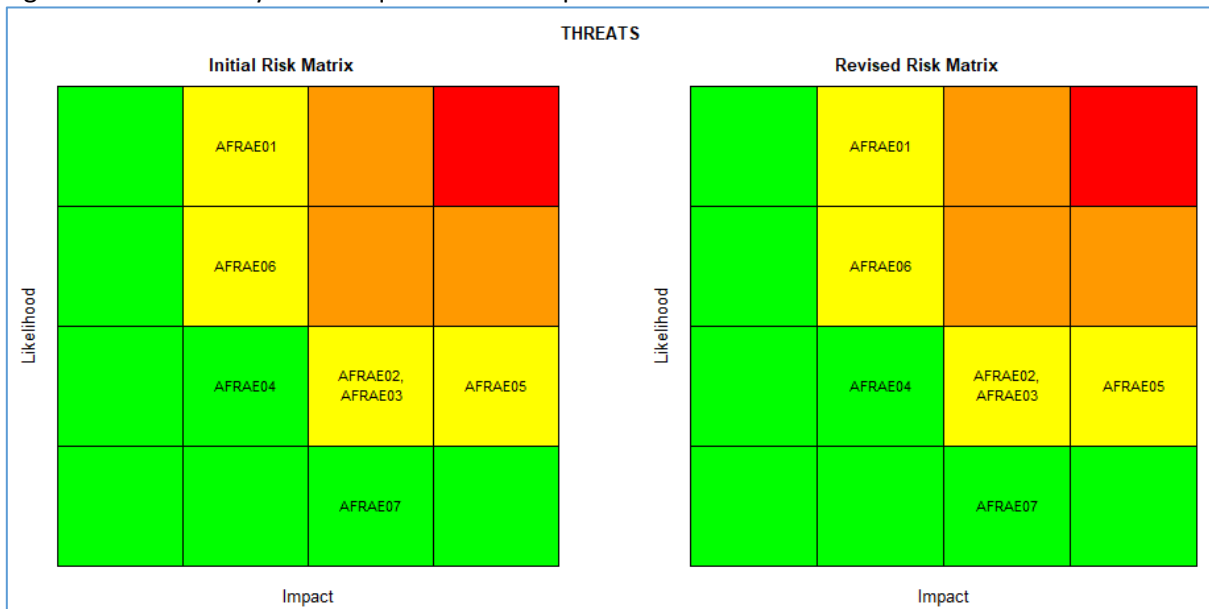 THREATS
Initial Risk Matrix
AFRAE01
AFRAE06
AFRAE04
AFRAE02,
AFRAE03
AFRAE05
AFRAE07
Likelihood
Impact
Revised Risk Matrix
AFRAE01
AFRAE06
AFRAE04
AFRAE02,
AFRAE03
AFRAE05
AFRAE07
Likelihood
Impact